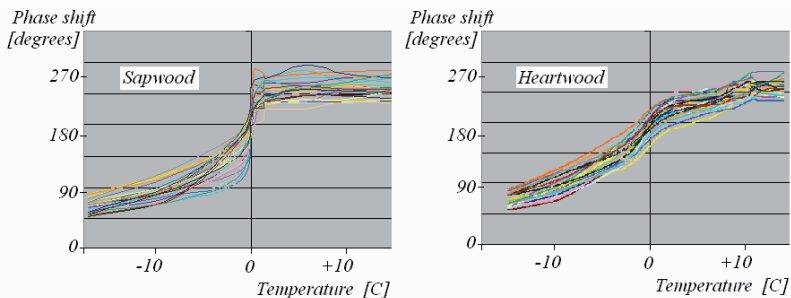 Phase shift
[degrees]
Sapwood
270
180
90
0
-10 0 +10
Temperature [C]
Phase shift
[degrees]
Heartwood
270
180
90
0
-10 0 +10
Temperature [C]